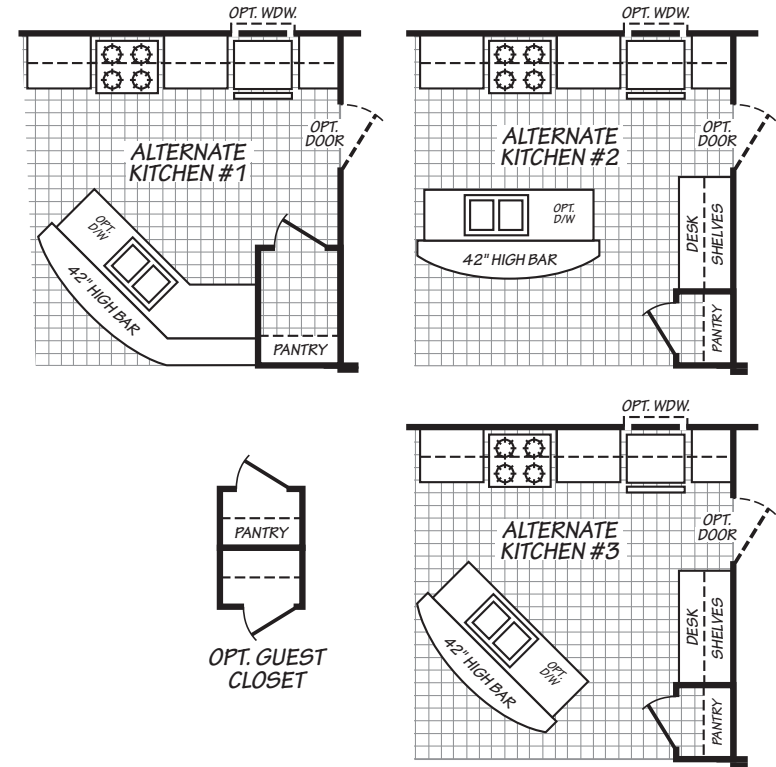 OPT. WDW.
OPT.
DOOR
ALTERNATE
KITCHEN #1
OPT.
D/W
42" HIGH BAR
PANTRY
OPT. WDW.
OPT.
DOOR
ALTERNATE
KITCHEN #2
OPT.
D/W
42" HIGH BAR
DESK
SHELVES
PANTRY
PANTRY
OPT. GUEST
CLOSET
OPT. WDW.
OPT.
DOOR
ALTERNATE
KITCHEN #3
OPT.
D/W
42" HIGH BAR
DESK
SHELVES
PANTRY